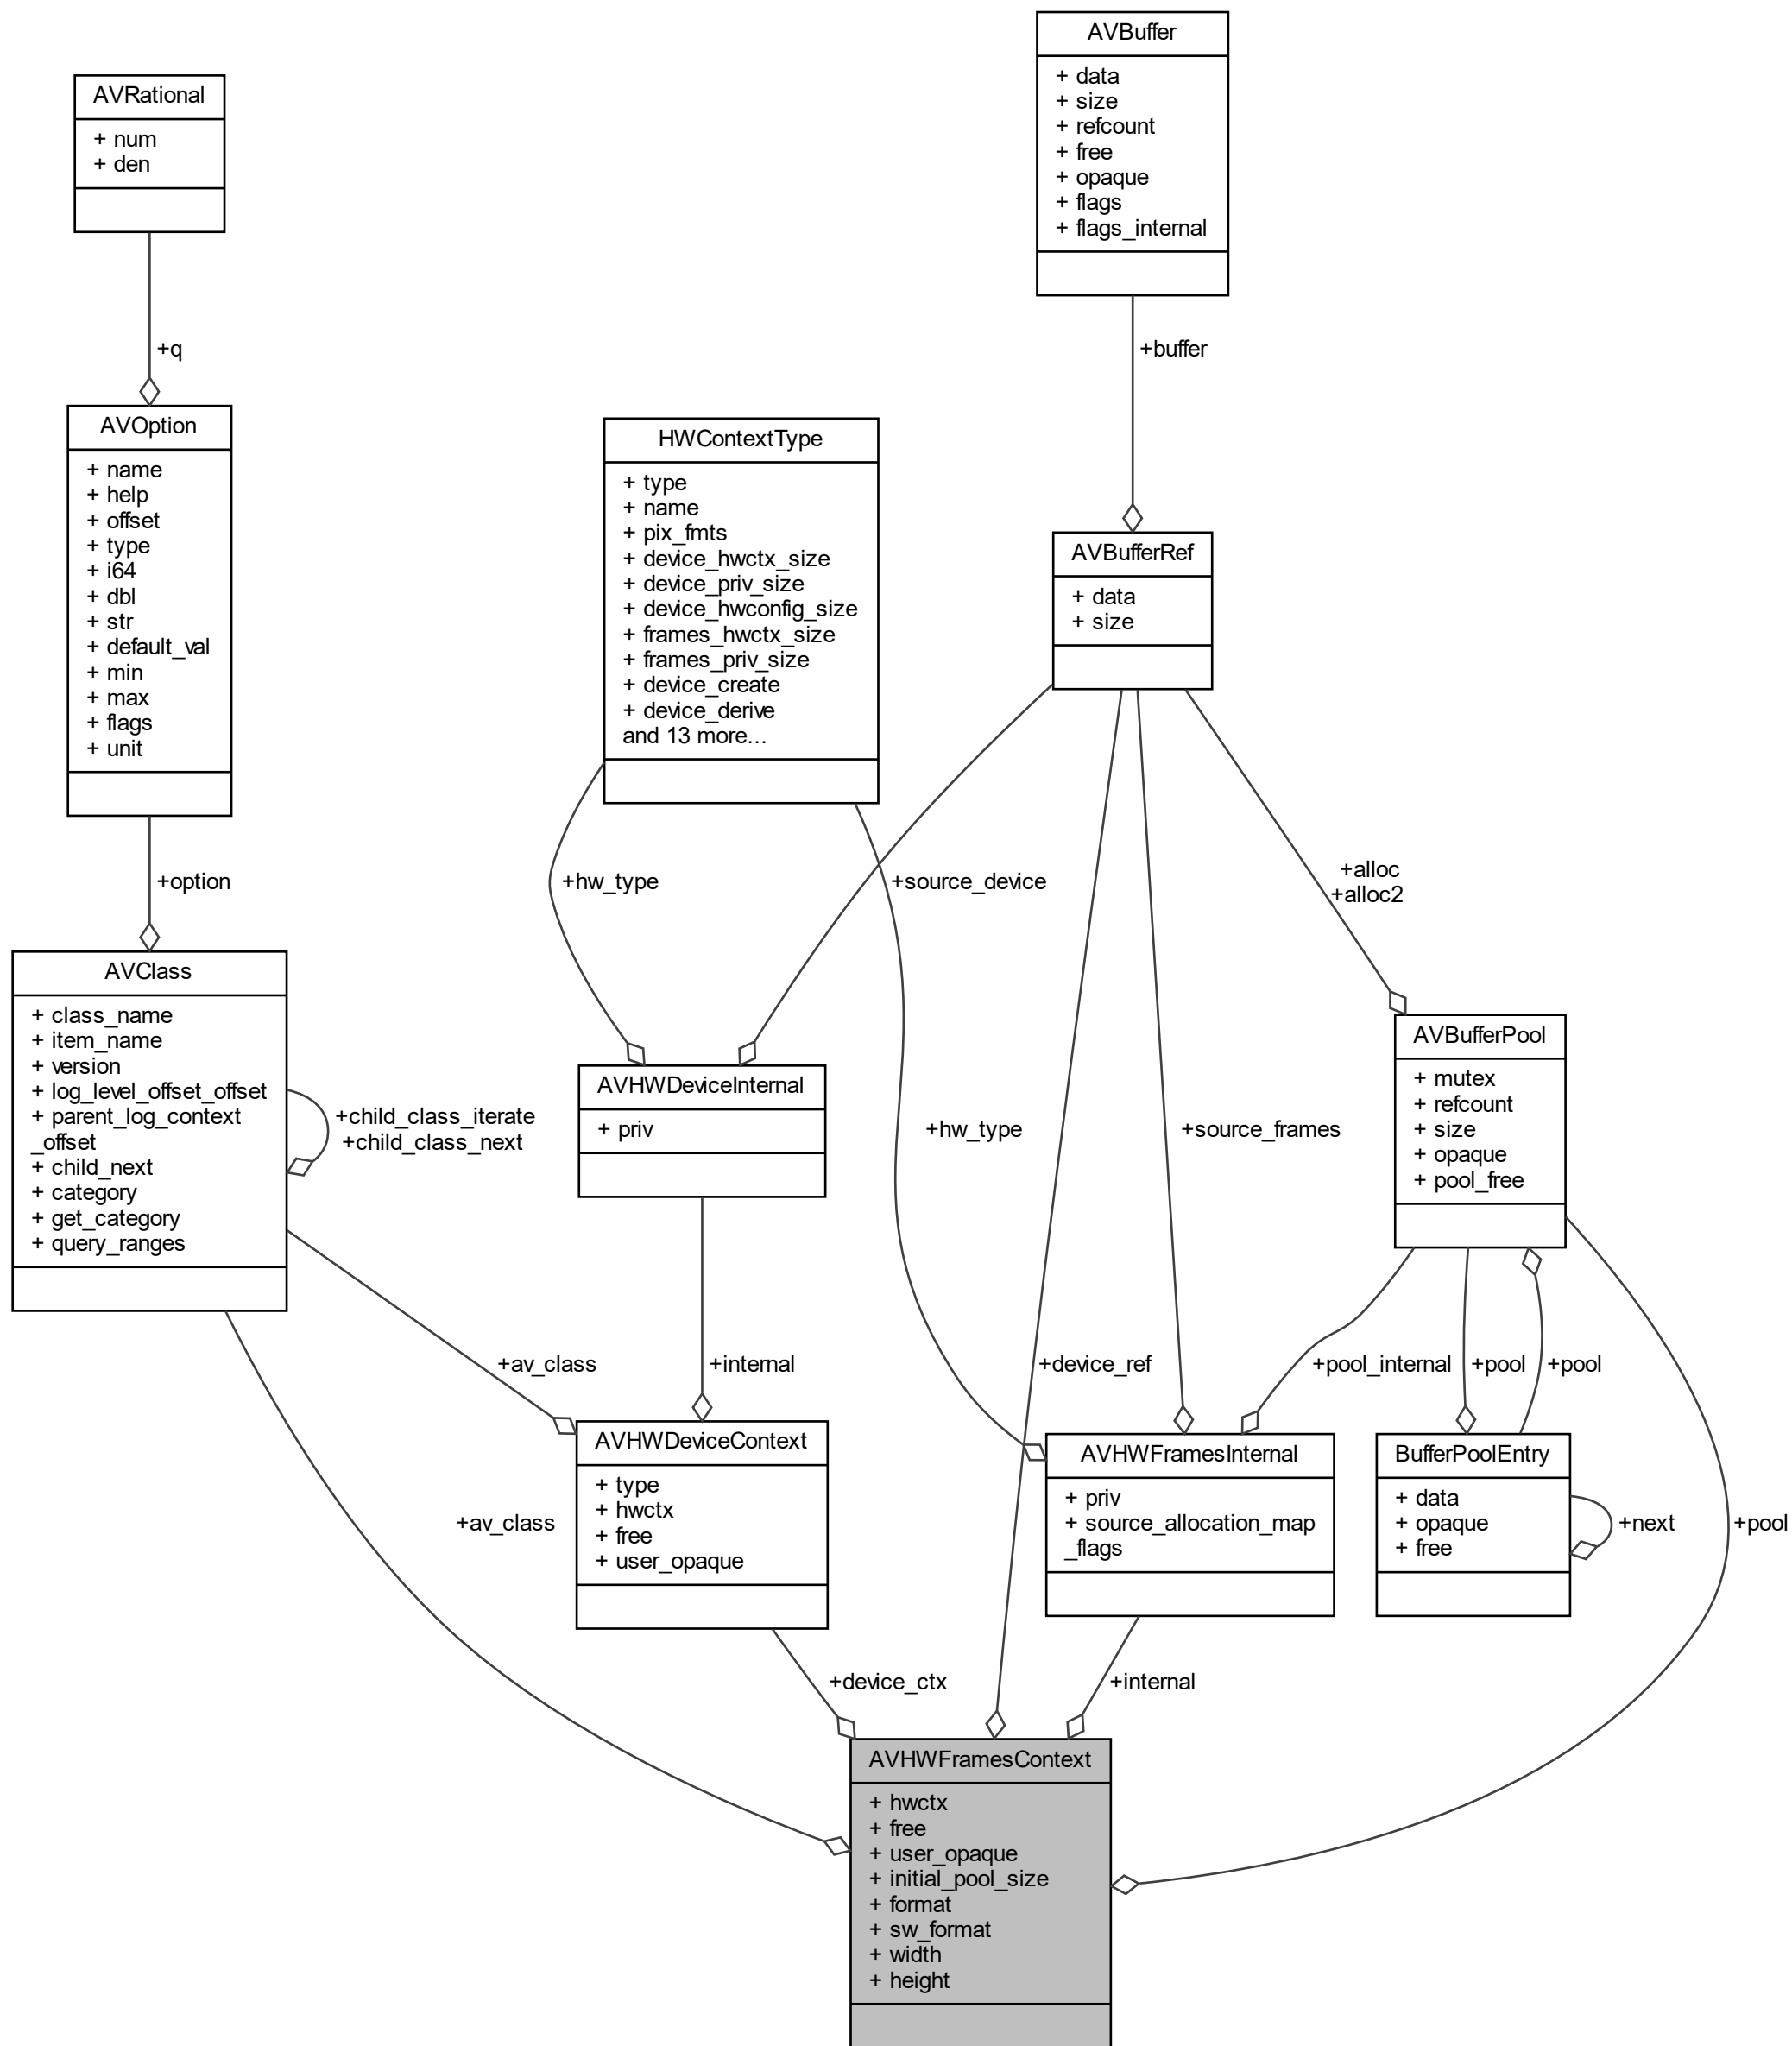 AVBuffer
+ data
+ size
+ refcount
+ free
+ opaque
+ flags
+ flags_internal
AVRational
+ num
+ den
+q
+buffer
AVOption
+ name
+ help
+ offset
+ type
+ i64
+ dbl
+ str
+ default_val
+ min
+ max
+ flags
+ unit
HWContextType
+ type
+ name
+ pix_fmts
+ device_hwctx_size
+ device_priv_size
+ device_hwconfig_size
+ frames_hwctx_size
+ frames_priv_size
+ device_create
+ device_derive
and 13 more...
AVBufferRef
+ data
+ size
+option
+hw_type
+source_device
+alloc
+alloc2
AVClass
+ class_name
+ item_name
+ version
+ log_level_offset_offset
+ parent_log_context
_offset
+ child_next
+ category
+ get_category
+ query_ranges
+child_class_iterate
+child_class_next
AVHWDeviceInternal
+ priv
+hw_type
+source_frames
AVBufferPool
+ mutex
+ refcount
+ size
+ opaque
+ pool_free
+av_class
+internal
+device_ref
+pool_internal
+pool
+pool
AVHWDeviceContext
+ type
+ hwctx
+ free
+ user_opaque
+av_class
AVHWFramesInternal
+ priv
+ source_allocation_map
_flags
BufferPoolEntry
+ data
+ opaque
+ free
+next
+pool
+device_ctx
+internal
AVHWFramesContext
+ hwctx
+ free
+ user_opaque
+ initial_pool_size
+ format
+ sw_format
+ width
+ height